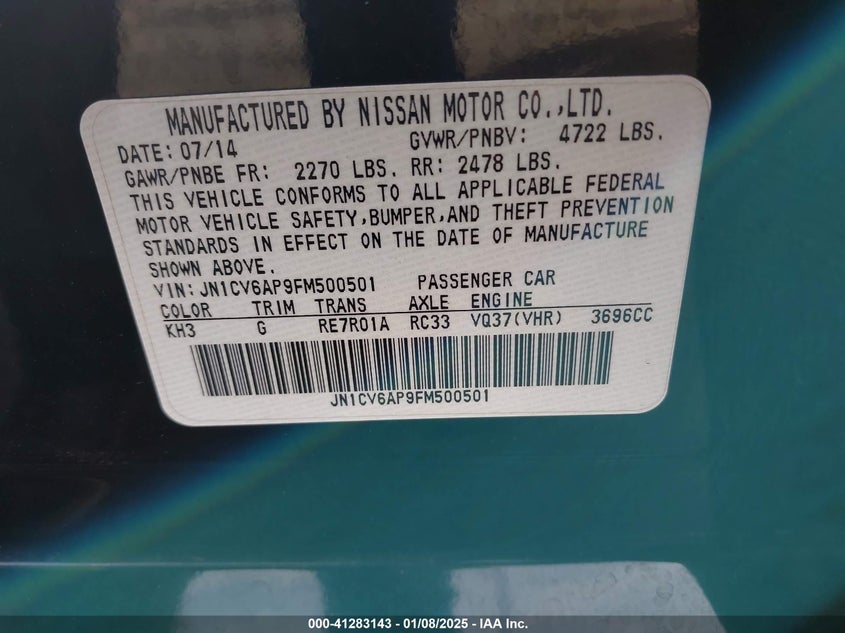 MANUFACTURED BY NISSAN MOTOR CO.,LTD.
DATE: 07/14 GVWR/PNBV: 4722 LBS.
GAWR/PNBE FR: 2270 LBS. RR: 2478 LBS.
THIS VEHICLE CONFORMS TO ALL APPLICABLE FEDERAL
MOTOR VEHICLE SAFETY,BUMPER,AND THEFT PREVENTION
STANDARDS IN EFFECT ON THE DATE OF MANUFACTURE
SHOWN ABOVE.
VIN:JN1CV6AP9FM500501 PASSENGER CAR
COLOR TRIM TRANS AXLE ENGINE
KH3 G RE7R01A RC33 VQ37(VHR) 3696CC
JN1CV6AP9FM500501
000-41283143 - 01/08/2025 - IAA Inc.